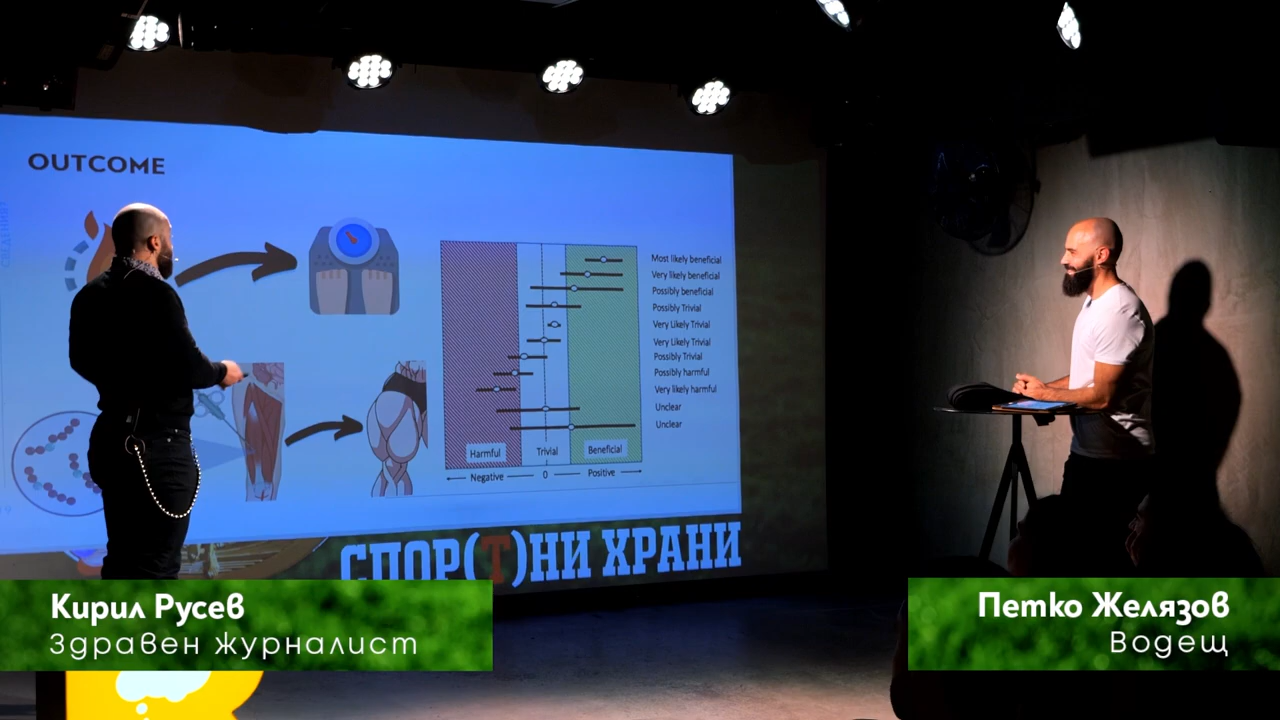 OUTCOME
Most likely beneficial
Very likely beneficial
Possibly beneficial
Possibly Trivial
Very Likely Trivial
Very Likely Trivial
Possibly Trivial
Possibly harmful
Very likely harmful
Unclear
Unclear
Harmful
Trivial
Beneficial
Negative
0
Positive
СПОР(Т)НИ ХРАНИ
Кирил Русев
Здравен журналист
Петко Желязов
Водещ